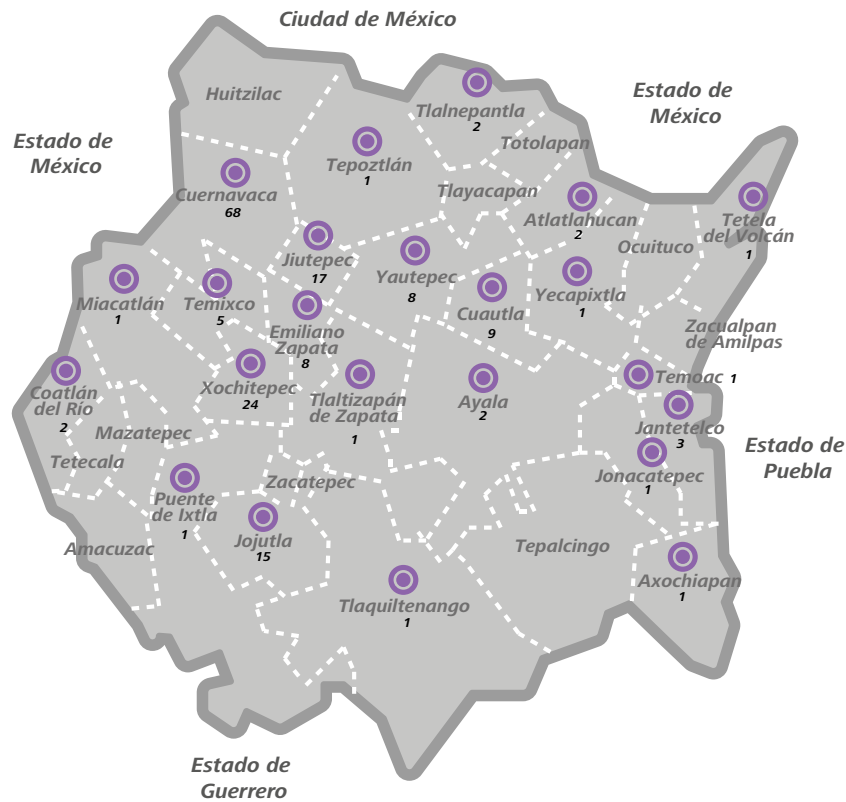 Ciudad de México
Estado de
México
Huitzilac
Tlalnepantla
2
Estado de
México
Totolapan
Tepoztlán
1
Cuernavaca
68
Tlayacapan
Atlatlahucan
2
Tetela
del Volcán
1
Ocuituco
Jiutepec
17
Yautepec
8
Yecapixtla
1
Miacatlán
1
Temixco
5
Cuautla
9
Emiliano
Zapata
8
Zacualpan
de Amilpas
Xochitepec
24
Tlaltizapán
de Zapata
1
Ayala
2
Temoac 1
Coatlán
del Río
2
Jantetelco
3
Mazatepec
Tetecala
Estado de
Puebla
Jonacatepec
1
Zacatepec
Puente
de Ixtla
1
Jojutla
15
Amacuzac
Tepalcingo
Axochiapan
1
Tlaquiltenango
1
Estado de
Guerrero